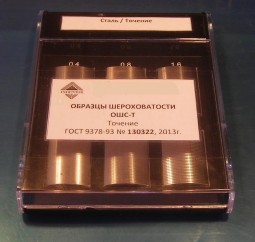 Сталь / Точение
0.4 0.8 1.6
ОБРАЗЦЫ ШЕРОХОВАТОСТИ
ОШС-Т
Точение
ГОСТ 9378-93 № 130322, 2013г.